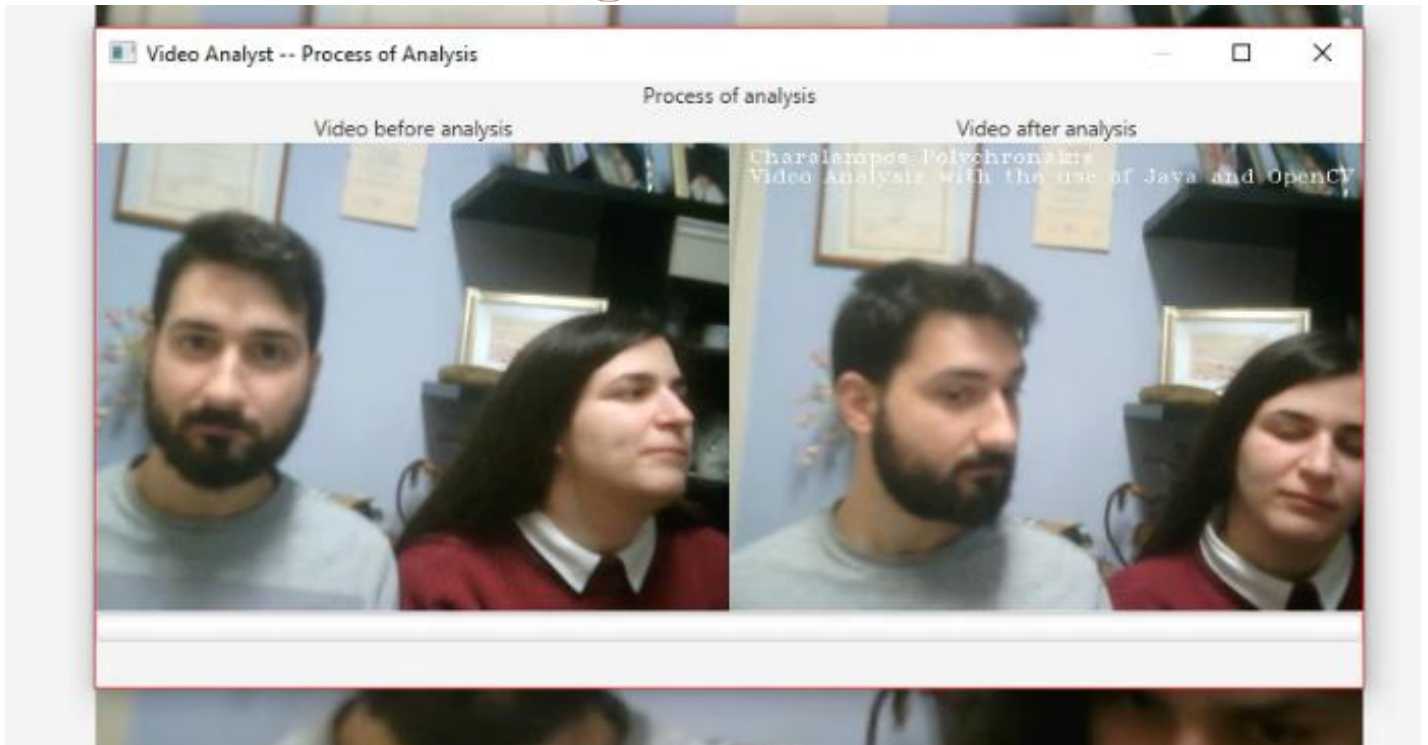 Video Analyst -- Process of Analysis
Process of analysis
Video before analysis
Video after analysis
Charalampos Polychronakis
Video Analysis with the use of Java and OpenCV